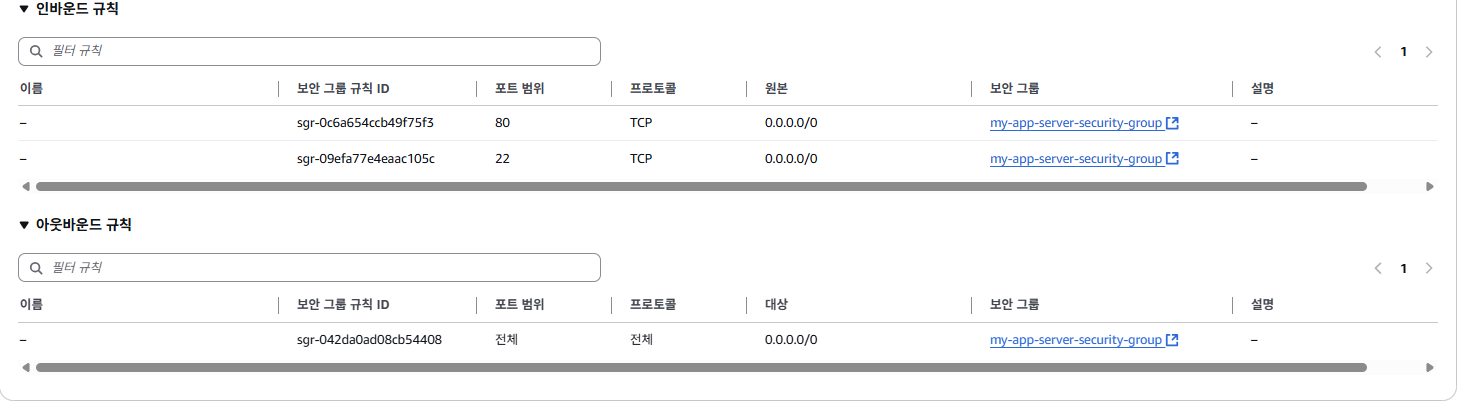 ▼ 인바운드 규칙
필터 규칙
1
이름 보안 그룹 규칙 ID 포트 범위 프로토콜 원본 보안 그룹 설명
– sgr-0c6a654ccb49f75f3 80 TCP 0.0.0.0/0 my-app-server-security-group –
– sgr-09efa77e4eaac105c 22 TCP 0.0.0.0/0 my-app-server-security-group –
▼ 아웃바운드 규칙
필터 규칙
1
이름 보안 그룹 규칙 ID 포트 범위 프로토콜 대상 보안 그룹 설명
– sgr-042da0ad08cb54408 전체 전체 0.0.0.0/0 my-app-server-security-group –